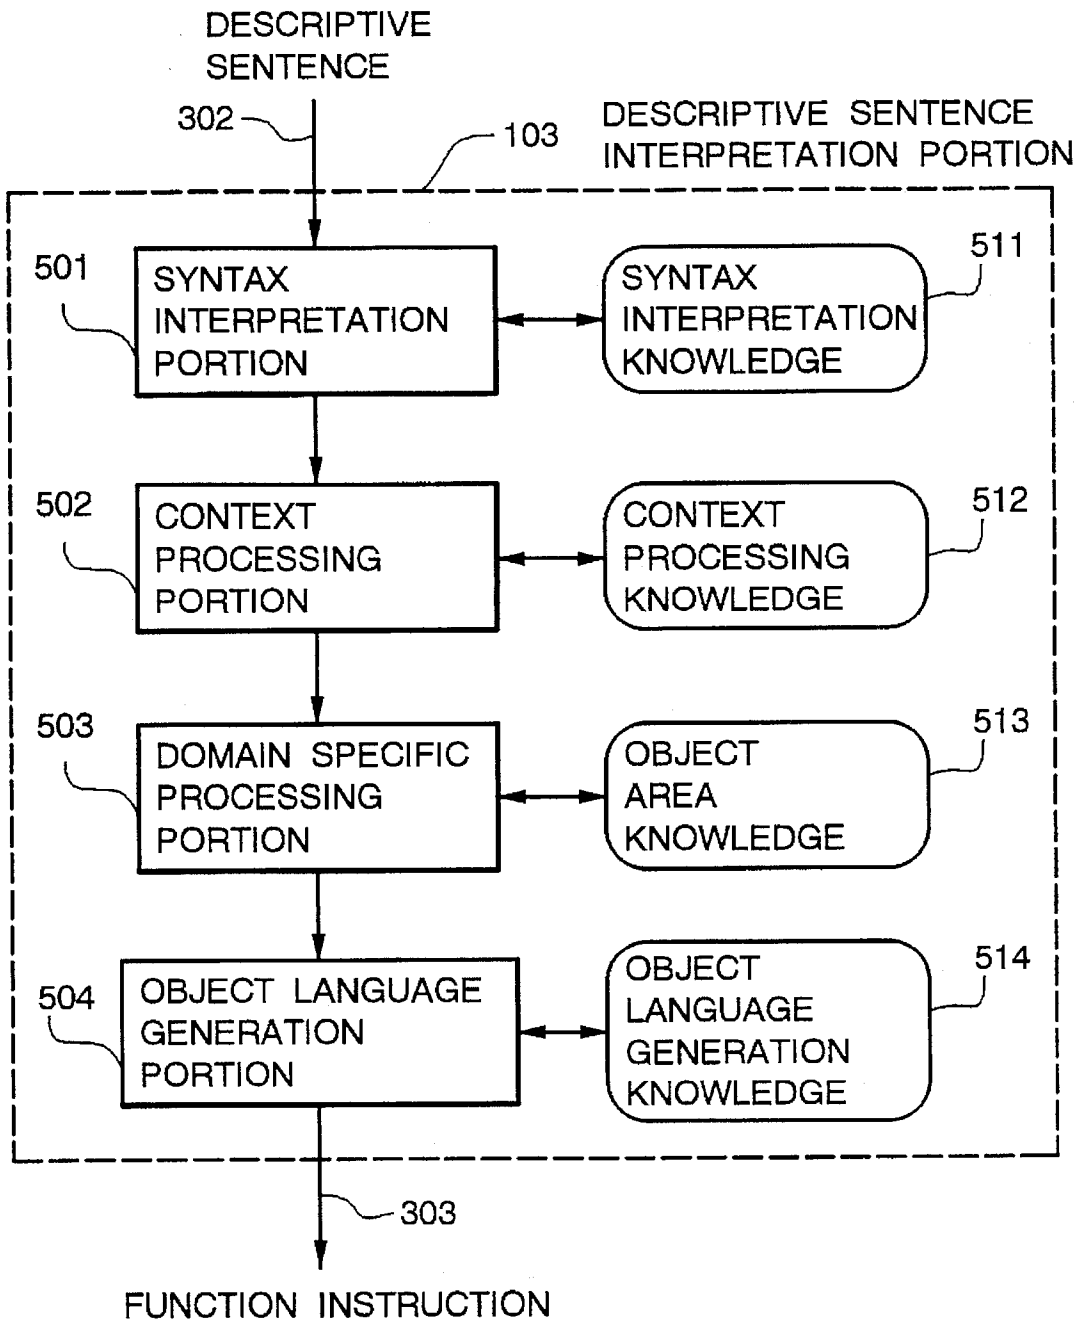 DESCRIPTIVE
SENTENCE
302
103
DESCRIPTIVE SENTENCE
INTERPRETATION PORTION
501
SYNTAX
INTERPRETATION
PORTION
SYNTAX
INTERPRETATION
KNOWLEDGE
511
502
CONTEXT
PROCESSING
PORTION
CONTEXT
PROCESSING
KNOWLEDGE
512
503
DOMAIN SPECIFIC
PROCESSING
PORTION
OBJECT
AREA
KNOWLEDGE
513
504
OBJECT LANGUAGE
GENERATION
PORTION
OBJECT
LANGUAGE
GENERATION
KNOWLEDGE
514
303
FUNCTION INSTRUCTION